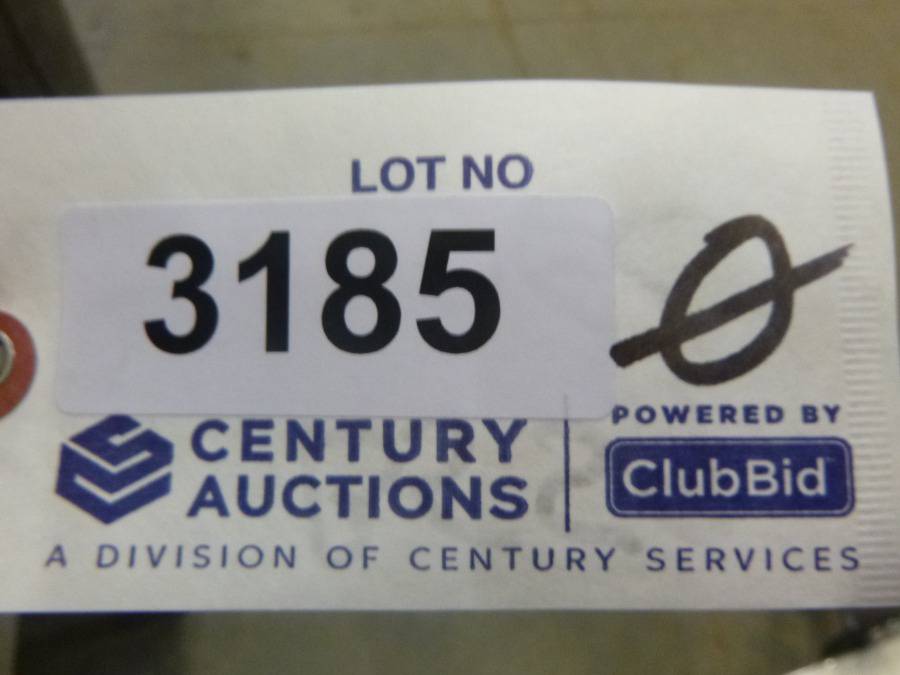 LOT NO
3185 Ø
CENTURY
AUCTIONS
POWERED BY
ClubBid
A DIVISION OF CENTURY SERVICES